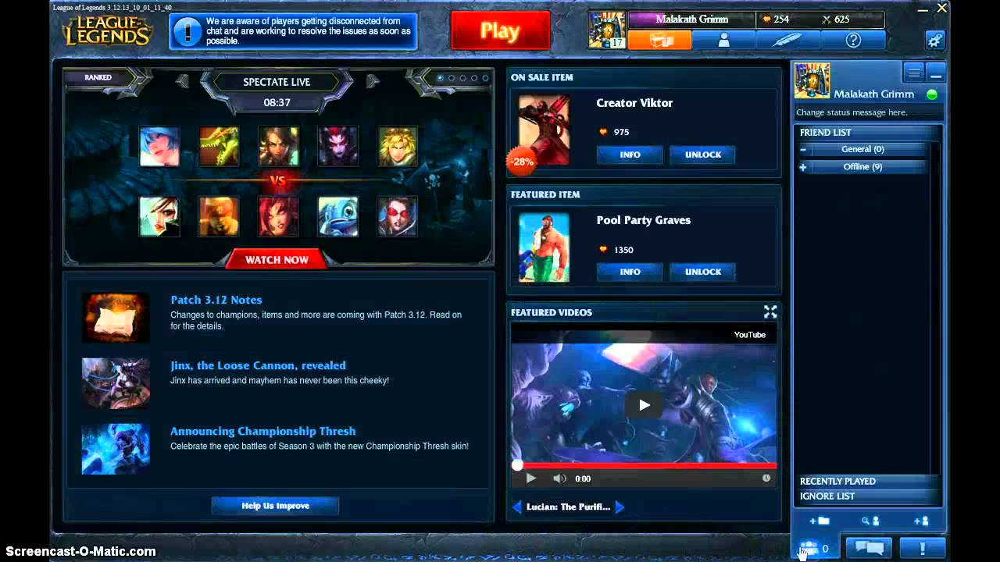 League of Legends 3.12.13_10_01_11_40
LEAGUE OF
LEGENDS
We are aware of players getting disconnected from
chat and are working to resolve the issues as soon as
possible.
Play
17
Malakath Grimm
254
625
RANKED
SPECTATE LIVE
08:37
VS
WATCH NOW
Patch 3.12 Notes
Changes to champions, items and more are coming with Patch 3.12. Read on
for the details.
Jinx, the Loose Cannon, revealed
Jinx has arrived and mayhem has never been this cheeky!
Announcing Championship Thresh
Celebrate the epic battles of Season 3 with the new Championship Thresh skin!
Help Us Improve
ON SALE ITEM
Creator Viktor
975
-28%
INFO
UNLOCK
FEATURED ITEM
Pool Party Graves
1350
INFO
UNLOCK
FEATURED VIDEOS
YouTube
0:00
Lucian: The Purifi...
Malakath Grimm
Change status message here.
FRIEND LIST
General (0)
Offline (9)
RECENTLY PLAYED
IGNORE LIST
0
Screencast-O-Matic.com